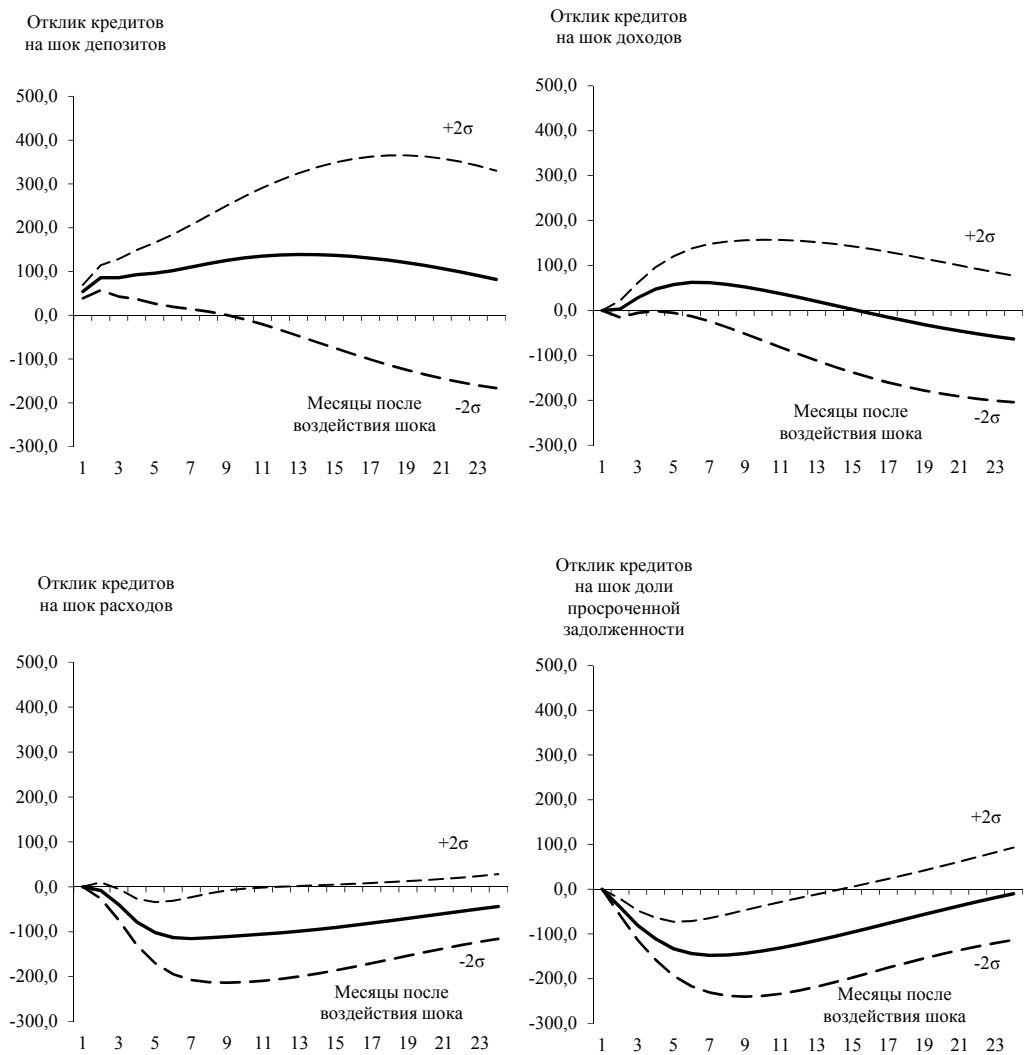 Отклик кредитов
на шок депозитов
500,0
400,0
300,0
200,0
100,0
0,0
-100,0
-200,0
-300,0
+2σ
-2σ
Месяцы после
воздействия шока
1 3 5 7 9 11 13 15 17 19 21 23
Отклик кредитов
на шок доходов
500,0
400,0
300,0
200,0
100,0
0,0
-100,0
-200,0
-300,0
+2σ
-2σ
Месяцы после
воздействия шока
1 3 5 7 9 11 13 15 17 19 21 23
Отклик кредитов
на шок расходов
500,0
400,0
300,0
200,0
100,0
0,0
-100,0
-200,0
-300,0
+2σ
-2σ
Месяцы после
воздействия шока
1 3 5 7 9 11 13 15 17 19 21 23
Отклик кредитов
на шок доли
просроченной
задолженности
500,0
400,0
300,0
200,0
100,0
0,0
-100,0
-200,0
-300,0
+2σ
-2σ
Месяцы после
воздействия шока
1 3 5 7 9 11 13 15 17 19 21 23